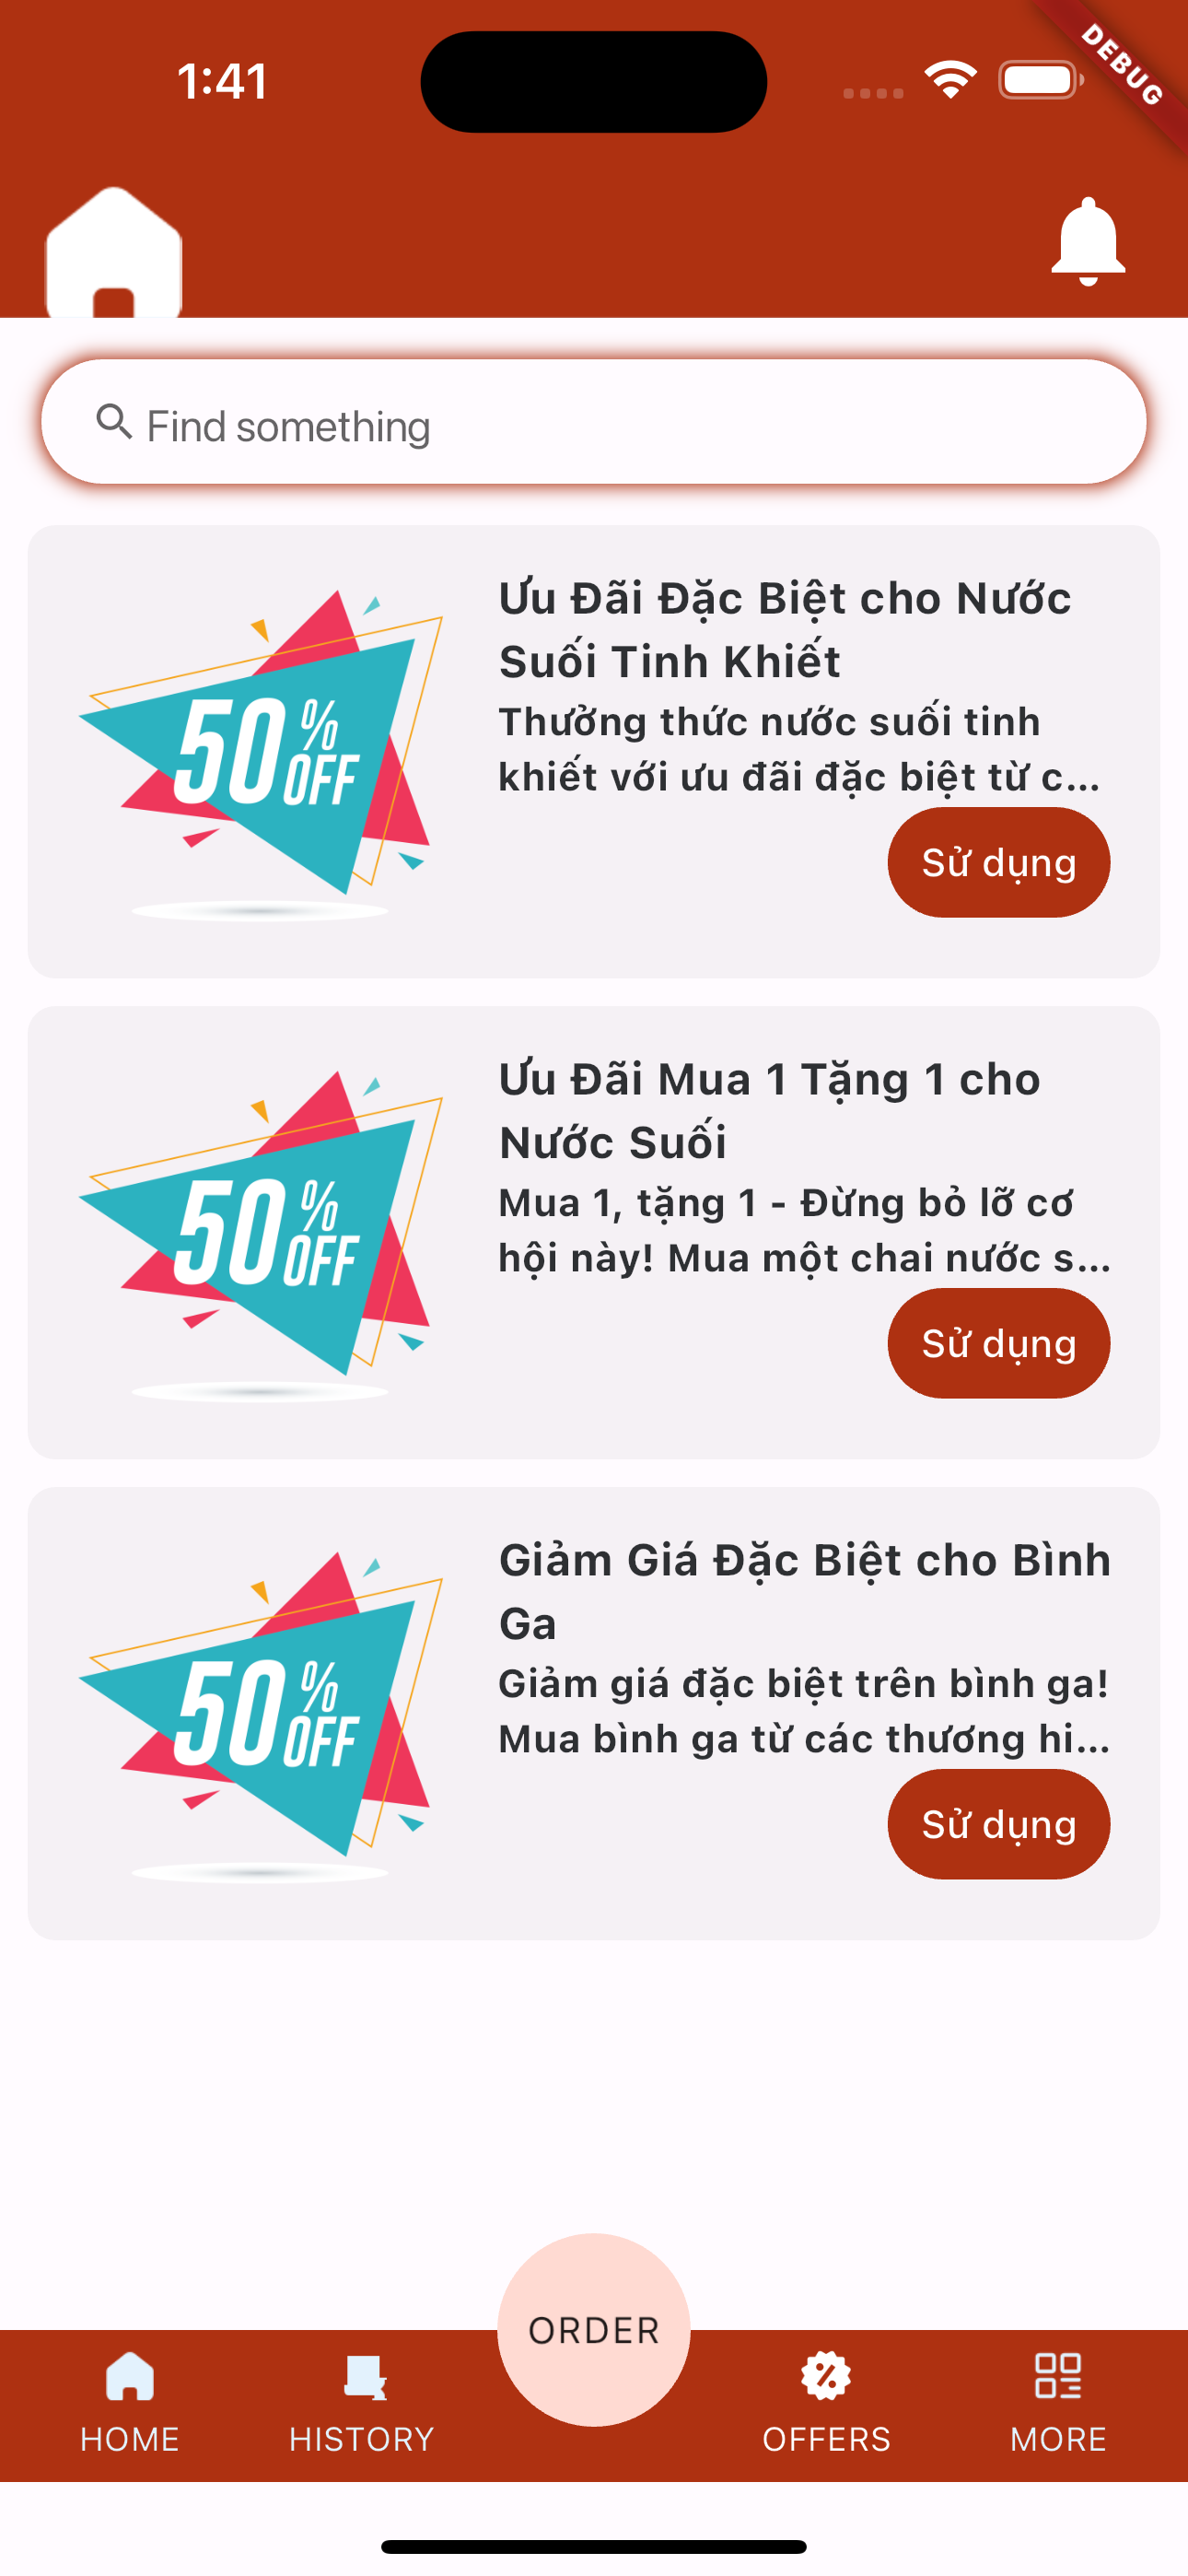 1:41
DEBUG
Find something
50% OFF
Ưu Đãi Đặc Biệt cho Nước
Suối Tinh Khiết
Thưởng thức nước suối tinh
khiết với ưu đãi đặc biệt từ c...
Sử dụng
50% OFF
Ưu Đãi Mua 1 Tặng 1 cho
Nước Suối
Mua 1, tặng 1 - Đừng bỏ lỡ cơ
hội này! Mua một chai nước s...
Sử dụng
50% OFF
Giảm Giá Đặc Biệt cho Bình
Ga
Giảm giá đặc biệt trên bình ga!
Mua bình ga từ các thương hi...
Sử dụng
ORDER
HOME
HISTORY
OFFERS
MORE